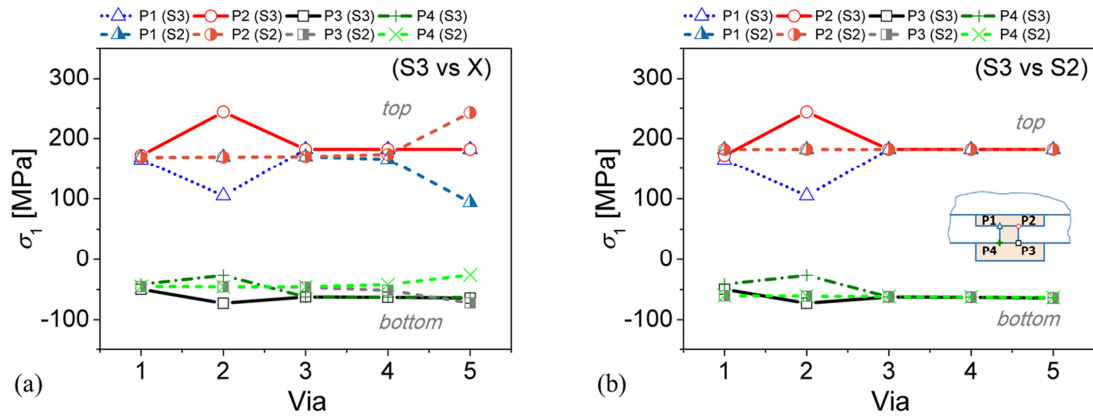 P1 (S3) P2 (S3) P3 (S3) P4 (S3)
P1 (S2) P2 (S2) P3 (S2) P4 (S2)
(S3 vs X)
top
bottom
300
200
100
0
-100
σ1 [MPa]
1 2 3 4 5
Via
(a)
P1 (S3) P2 (S3) P3 (S3) P4 (S3)
P1 (S2) P2 (S2) P3 (S2) P4 (S2)
(S3 vs S2)
top
P1 P2
P4 P3
bottom
300
200
100
0
-100
σ1 [MPa]
1 2 3 4 5
Via
(b)